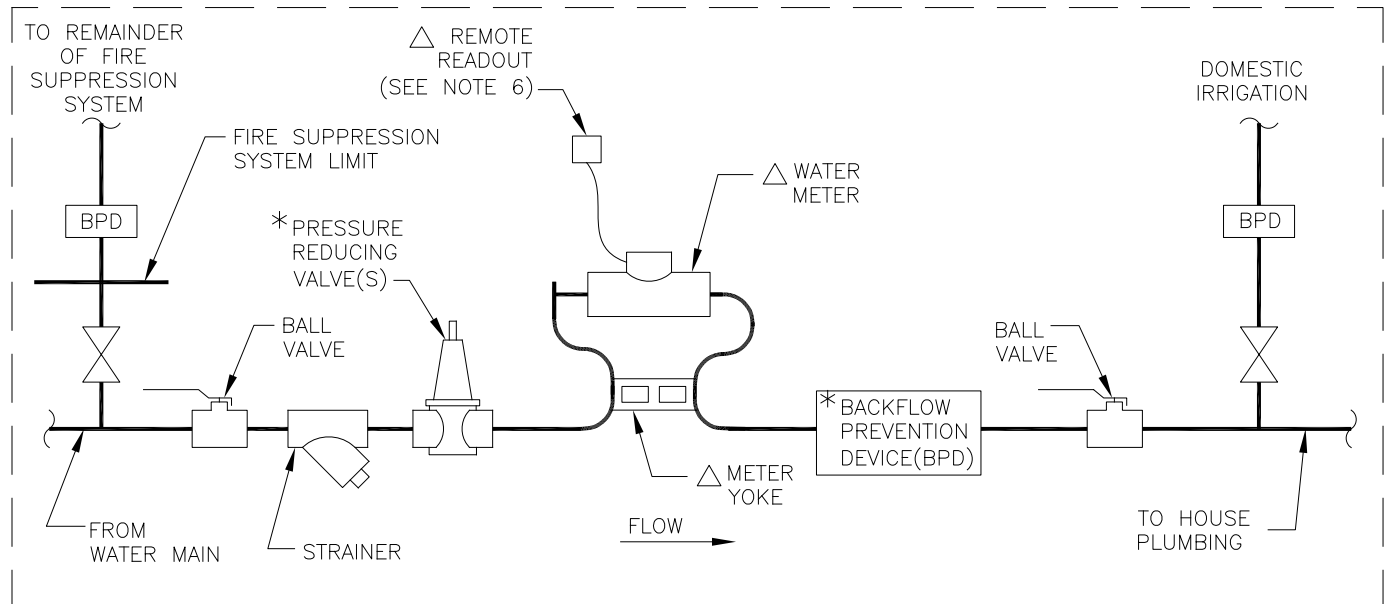 TO REMAINDER
OF FIRE
SUPPRESSION
SYSTEM
FIRE SUPPRESSION
SYSTEM LIMIT
BPD
△ REMOTE
READOUT
(SEE NOTE 6)
△ WATER
METER
DOMESTIC
IRRIGATION
BPD
* PRESSURE
REDUCING
VALVE(S)
BALL
VALVE
BALL
VALVE
* BACKFLOW
PREVENTION
DEVICE(BPD)
△ METER
YOKE
FROM
WATER MAIN
STRAINER
FLOW
TO HOUSE
PLUMBING